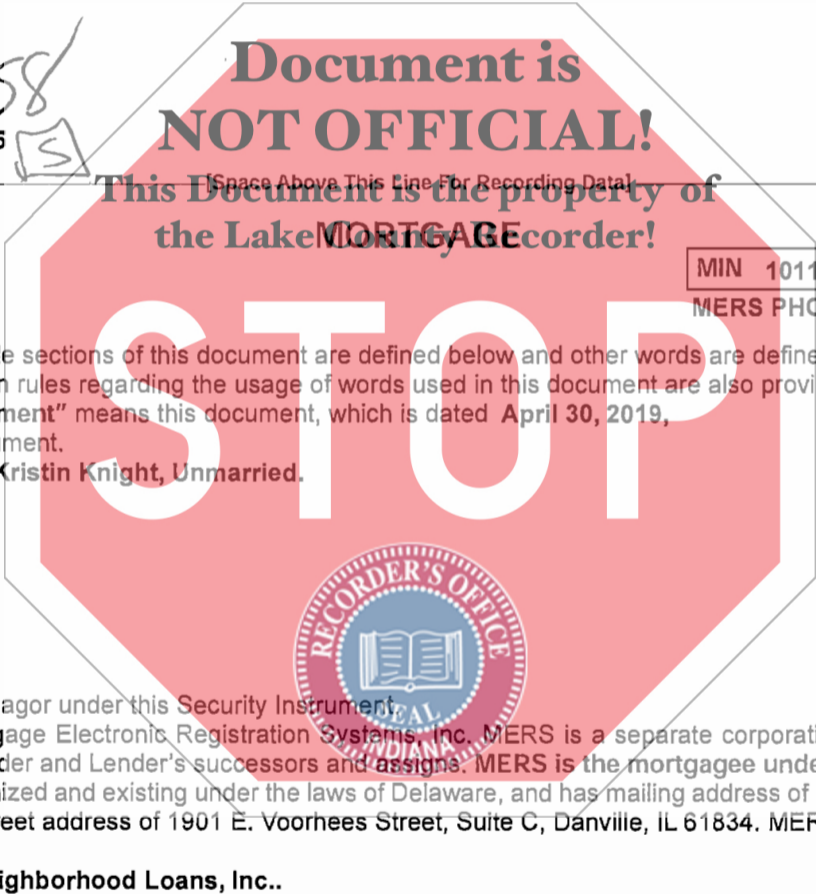 58
S
Document is
NOT OFFICIAL!
This Document is the property of
the Lake County Recorder!
[Space Above This Line For Recording Data]
MORTGAGE
MIN 1011
MERS PHO
e sections of this document are defined below and other words are define
n rules regarding the usage of words used in this document are also provi
ment” means this document, which is dated April 30, 2019,
ment.
Kristin Knight, Unmarried.
STOP
RECORDER'S OFFICE
SEAL
INDIANA
agor under this Security Instrument.
gage Electronic Registration Systems, Inc. MERS is a separate corporati
der and Lender's successors and assigns. MERS is the mortgagee unde
ized and existing under the laws of Delaware, and has mailing address of
reet address of 1901 E. Voorhees Street, Suite C, Danville, IL 61834. MER
ighborhood Loans, Inc..